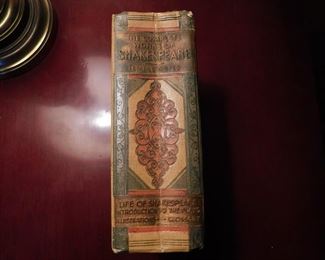 THE COMPLETE
WORKS OF
SHAKESPEARE
LIFE OF SHAKESPEARE
INTRODUCTION TO THE PLAYS
ILLUSTRATIONS · GLOSSARY